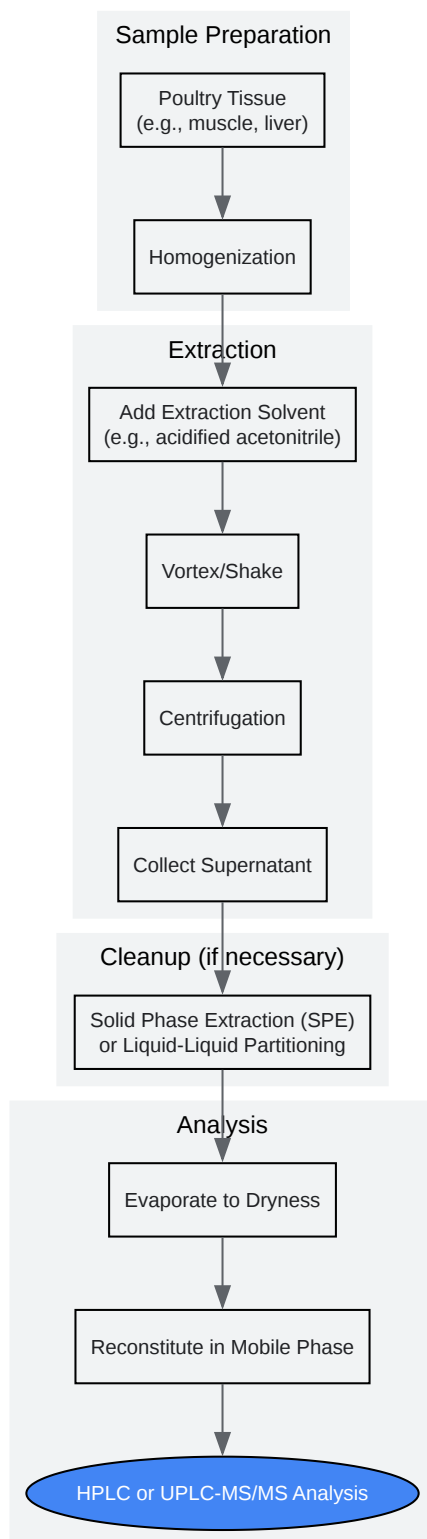 Sample Preparation
Poultry Tissue
(e.g., muscle, liver)
Homogenization
Extraction
Add Extraction Solvent
(e.g., acidified acetonitrile)
Vortex/Shake
Centrifugation
Collect Supernatant
Cleanup (if necessary)
Solid Phase Extraction (SPE)
or Liquid-Liquid Partitioning
Analysis
Evaporate to Dryness
Reconstitute in Mobile Phase
HPLC or UPLC-MS/MS Analysis